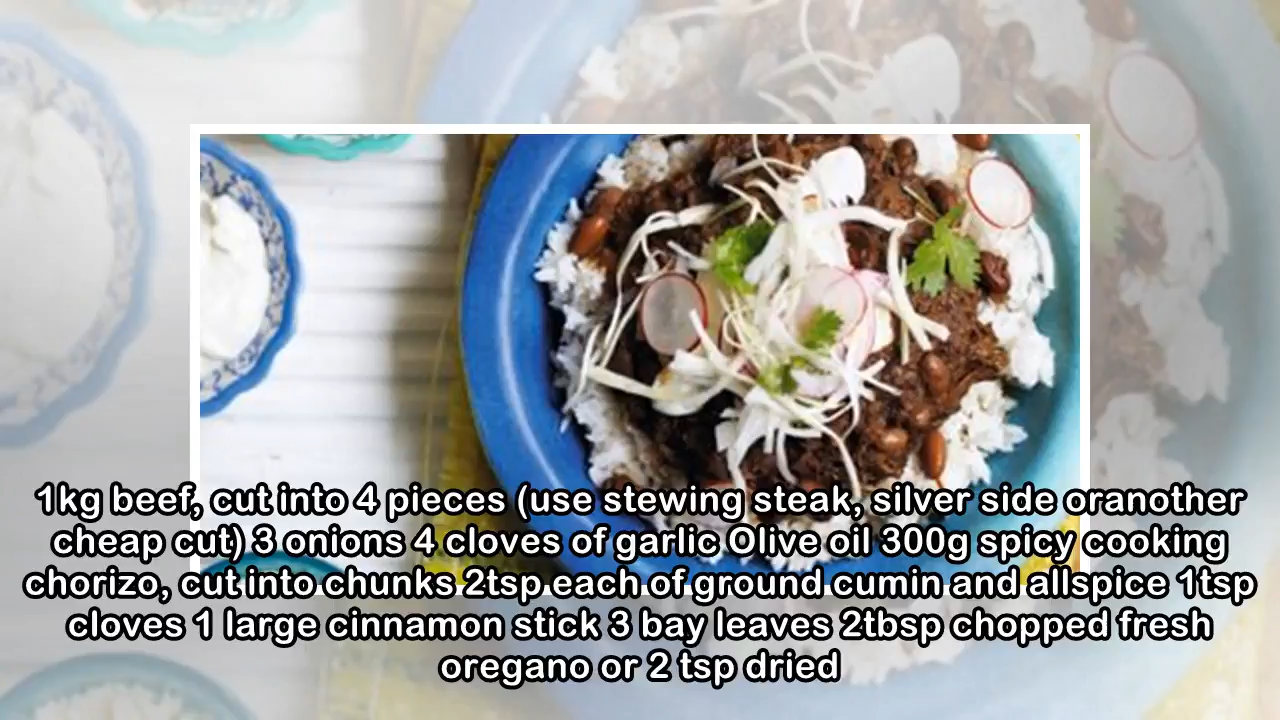 1kg beef, cut into 4 pieces (use stewing steak, silver side oranother
cheap cut) 3 onions 4 cloves of garlic Olive oil 300g spicy cooking
chorizo, cut into chunks 2tsp each of ground cumin and allspice 1tsp
cloves 1 large cinnamon stick 3 bay leaves 2tbsp chopped fresh
oregano or 2 tsp dried